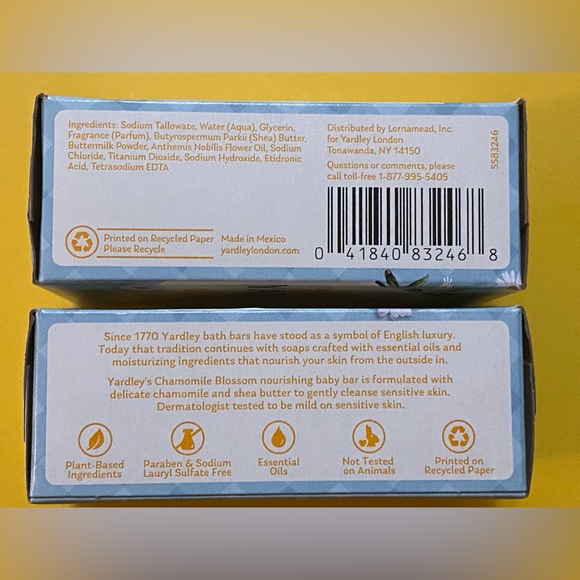 Ingredients: Sodium Tallowate, Water (Aqua), Glycerin,
Fragrance (Parfum), Butyrospermum Parkii (Shea) Butter,
Buttermilk Powder, Anthemis Nobilis Flower Oil, Sodium
Chloride, Titanium Dioxide, Sodium Hydroxide, Etidronic
Acid, Tetrasodium EDTA
Printed on Recycled Paper
Please Recycle
Made in Mexico
yardleylondon.com
Distributed by Lornamead, Inc.
for Yardley London
Tonawanda, NY 14150
Questions or comments, please
call toll-free 1-877-995-5405
5583246
0 41840 83246 8
Since 1770 Yardley bath bars have stood as a symbol of English luxury.
Today that tradition continues with soaps crafted with essential oils and
moisturizing ingredients that nourish your skin from the outside in.
Yardley's Chamomile Blossom nourishing baby bar is formulated with
delicate chamomile and shea butter to gently cleanse sensitive skin.
Dermatologist tested to be mild on sensitive skin.
Plant-Based
Ingredients
Paraben & Sodium
Lauryl Sulfate Free
Essential
Oils
Not Tested
on Animals
Printed on
Recycled Paper